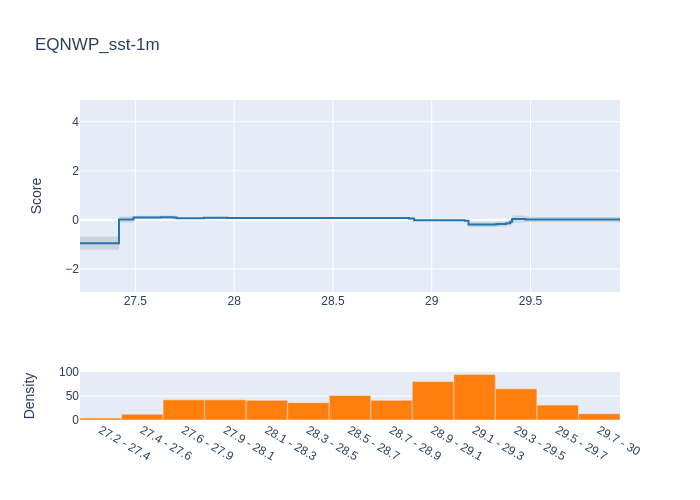 EQNWP_sst-1m
Score
4
2
0
−2
27.5 28 28.5 29 29.5
Density
100
50
0
27.2 - 27.4
27.4 - 27.6
27.6 - 27.9
27.9 - 28.1
28.1 - 28.3
28.3 - 28.5
28.5 - 28.7
28.7 - 28.9
28.9 - 29.1
29.1 - 29.3
29.3 - 29.5
29.5 - 29.7
29.7 - 30